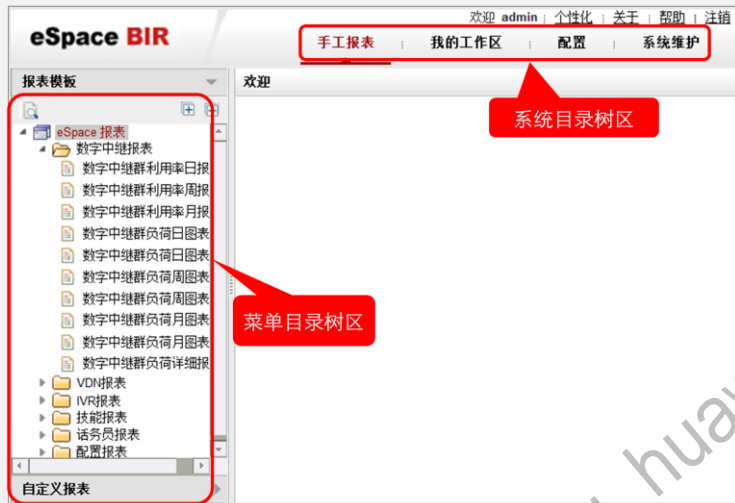 欢迎 admin | 个性化 | 关于 | 帮助 | 注销
eSpace BIR
手工报表 | 我的工作区 | 配置 | 系统维护
报表模板
欢迎
系统目录树区
eSpace 报表
数字中继报表
数字中继群利用率日报
数字中继群利用率周报
数字中继群利用率月报
数字中继群负荷日图表
数字中继群负荷日图表
数字中继群负荷周图表
数字中继群负荷周图表
数字中继群负荷月图表
数字中继群负荷月图表
数字中继群负荷详细报
菜单目录树区
VDN报表
IVR报表
技能报表
话务员报表
配置报表
自定义报表